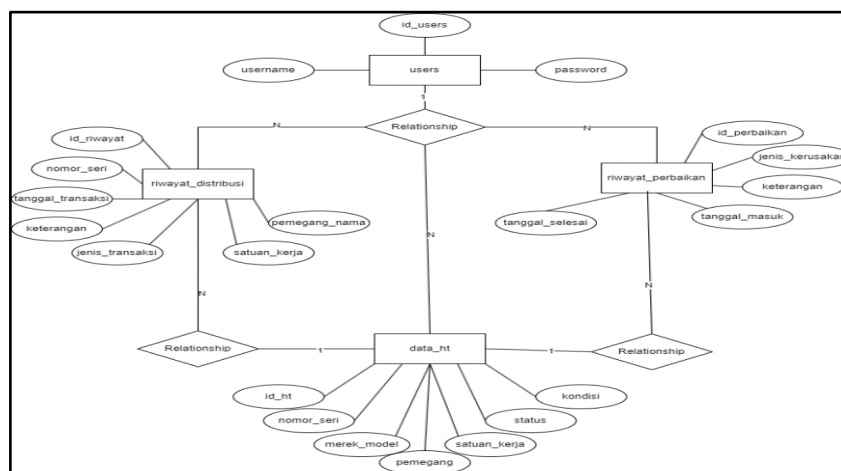 id_users
username
users
password
1
N
Relationship
N
id_riwayat
id_perbaikan
nomor_seri
jenis_kerusakan
riwayat_distribusi
riwayat_perbaikan
tanggal_transaksi
keterangan
pemegang_nama
keterangan
tanggal_selesai
tanggal_masuk
jenis_transaksi
satuan_kerja
N
N
N
Relationship
1
data_ht
1
Relationship
id_ht
kondisi
nomor_seri
status
merek_model
satuan_kerja
pemegang